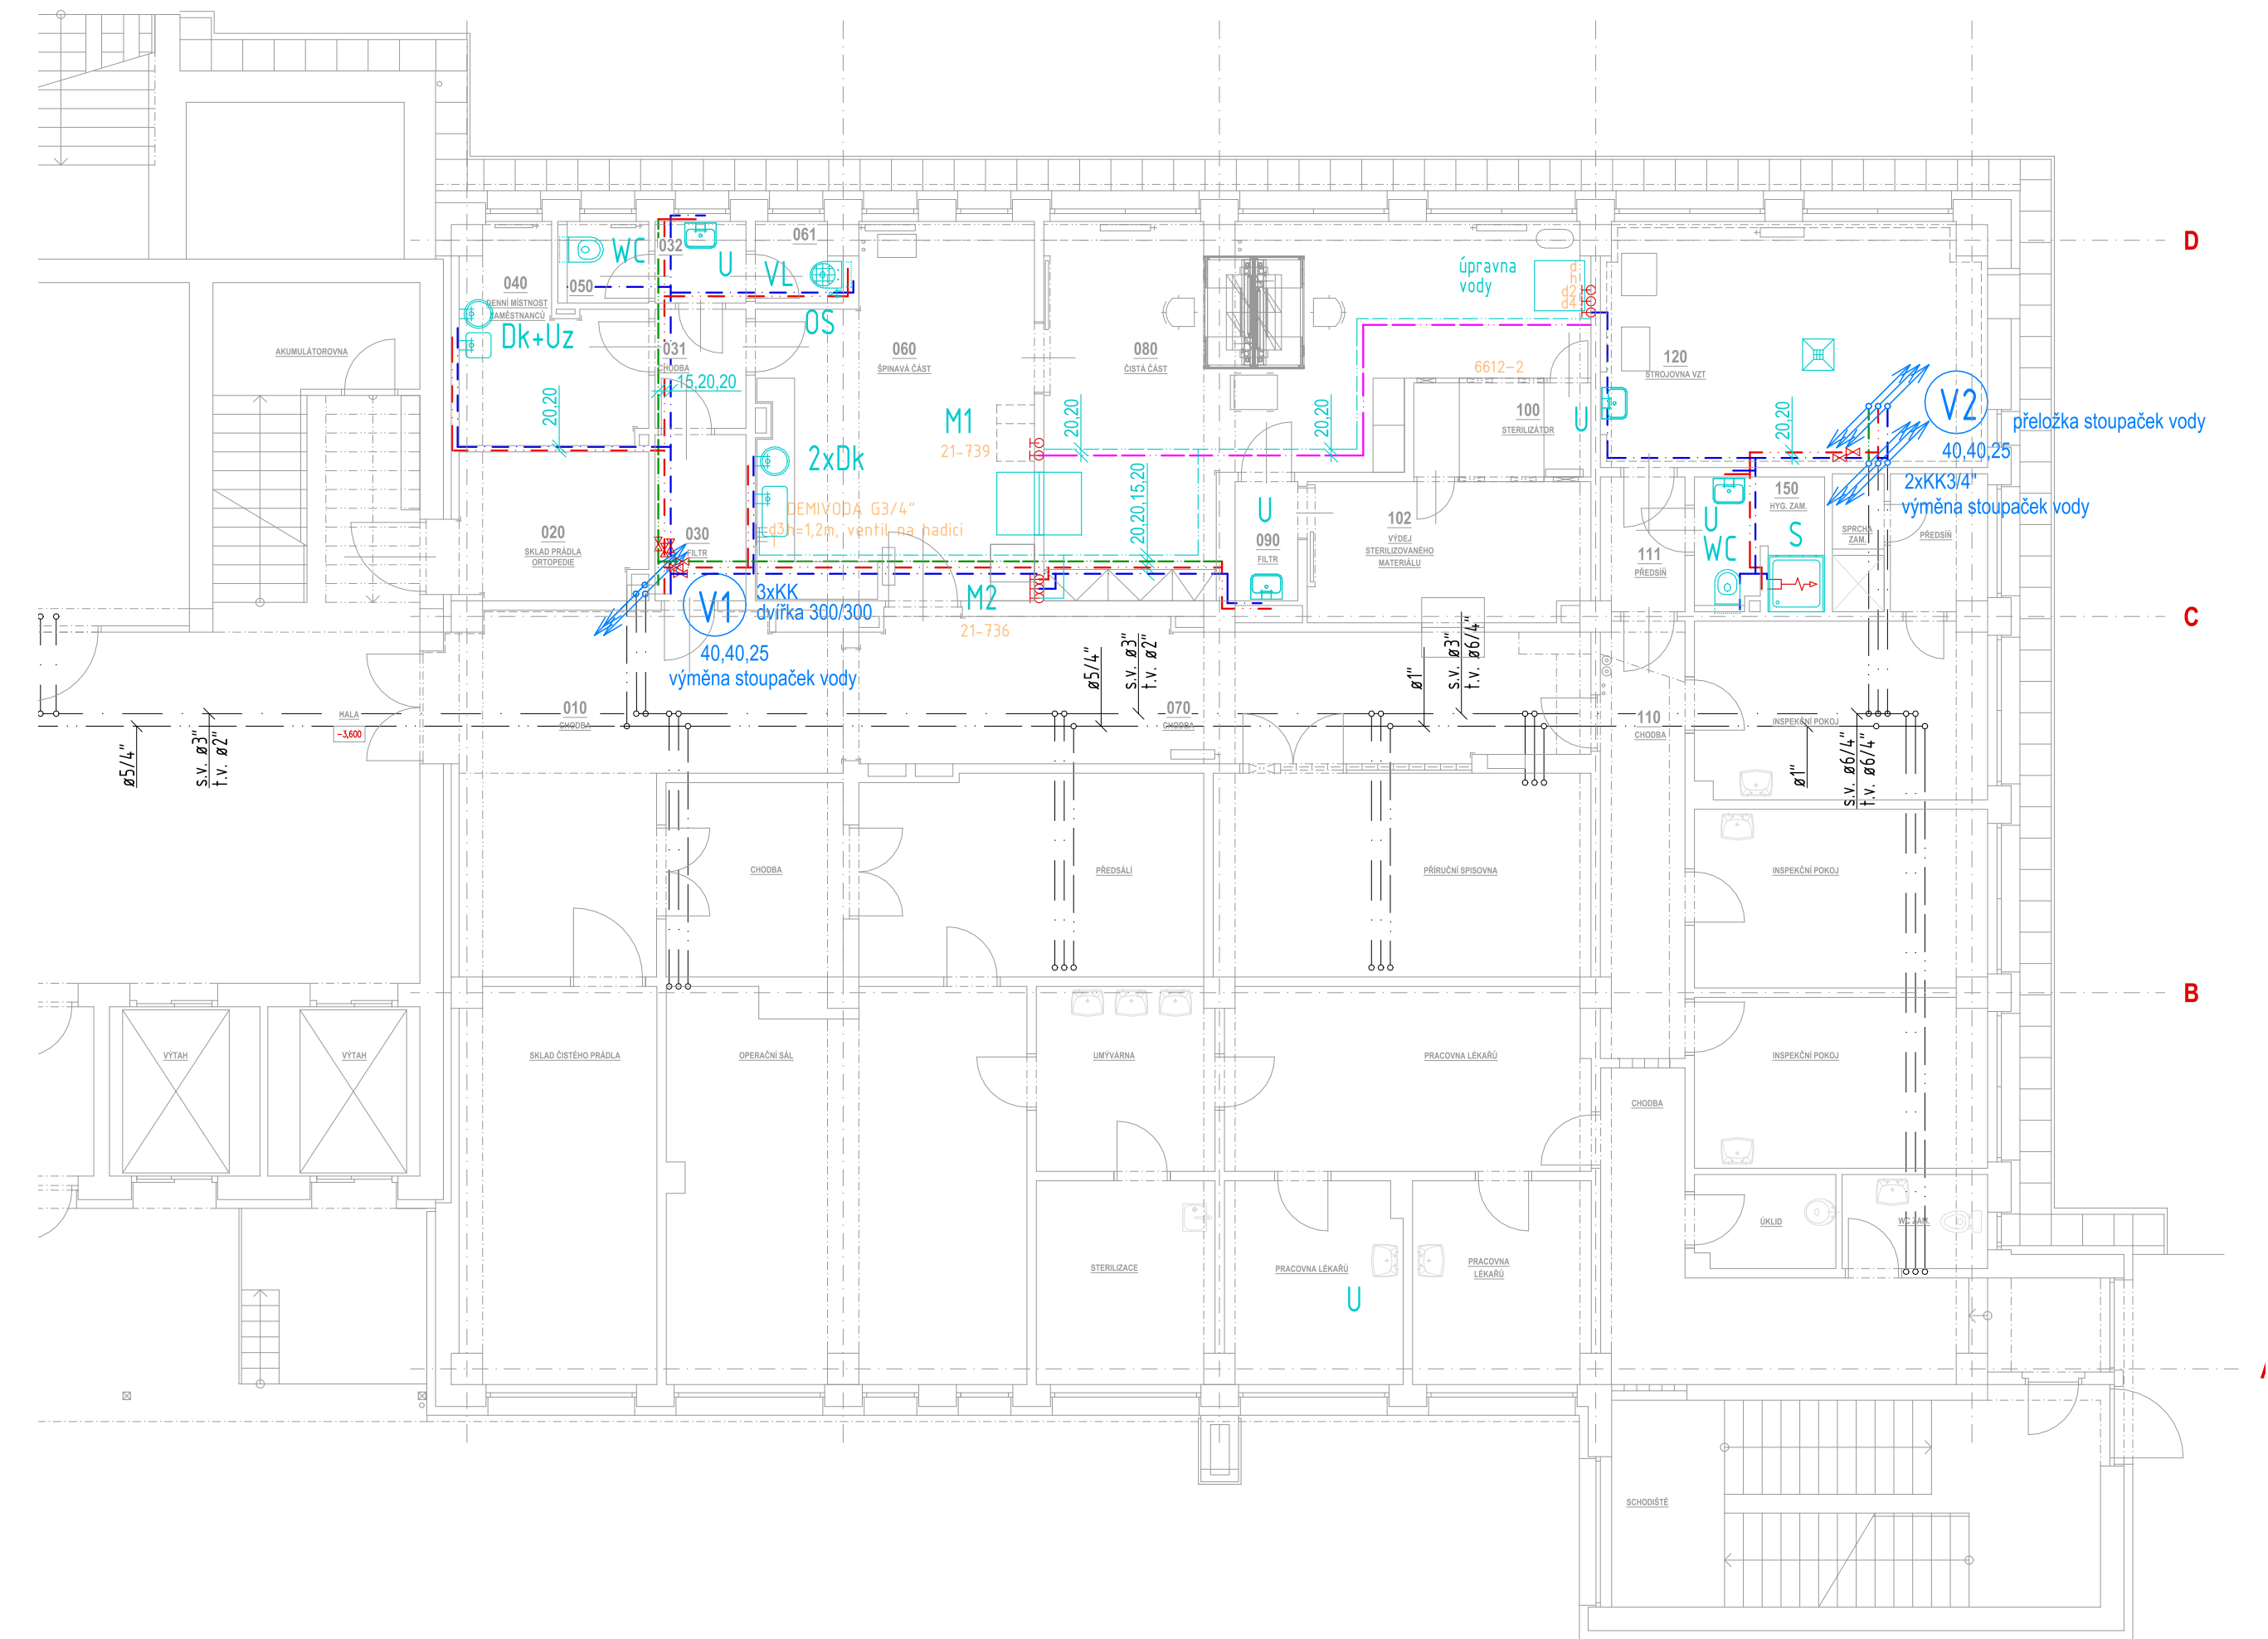 D
061
032
WC
U
VL
úpravna
vody
d
h
d2
d4
040
050
DENNÍ MÍSTNOST
ZAMĚSTNANCŮ
Dk+Uz
OS
AKUMULÁTOROVNA
031
CHODBA
060
ŠPINAVÁ ČÁST
080
ČISTÁ ČÁST
120
STROJOVNA VZT
6612-2
15,20,20
20,20
M1
21-739
20,20
20,20
100
STERILIZÁTOR
U
20,20
V2
přeložka stoupaček vody
40,40,25
2xDk
2xKK3/4"
výměna stoupaček vody
DEMIVODA G3/4"
d3
h=1,2m, ventil na hadici
20,20,15,20
U
102
VÝDEJ
STERILIZOVANÉHO
MATERIÁLU
150
HYG. ZAM.
U
WC
S
SPRCHA
ZAM.
PŘEDSÍŇ
020
SKLAD PRÁDLA
ORTOPEDIE
030
FILTR
090
FILTR
111
PŘEDSÍŇ
V1
3xKK
dvířka 300/300
M2
21-736
C
40,40,25
výměna stoupaček vody
ø5/4"
s.v. ø3"
t.v. ø2"
ø1"
s.v. ø3"
t.v. ø6/4"
HALA
-3,600
010
CHODBA
070
CHODBA
110
CHODBA
INSPEKČNÍ POKOJ
ø5/4"
s.v. ø3"
t.v. ø2"
ø1"
s.v. ø6/4"
t.v. ø6/4"
CHODBA
PŘEDSÁLÍ
PŘÍRUČNÍ SPISOVNA
INSPEKČNÍ POKOJ
B
VÝTAH
VÝTAH
SKLAD ČISTÉHO PRÁDLA
OPERAČNÍ SÁL
UMÝVÁRNA
PRACOVNA LÉKAŘŮ
INSPEKČNÍ POKOJ
CHODBA
ÚKLID
WC ZAM.
STERILIZACE
PRACOVNA LÉKAŘŮ
PRACOVNA
LÉKAŘŮ
U
SCHODIŠTĚ